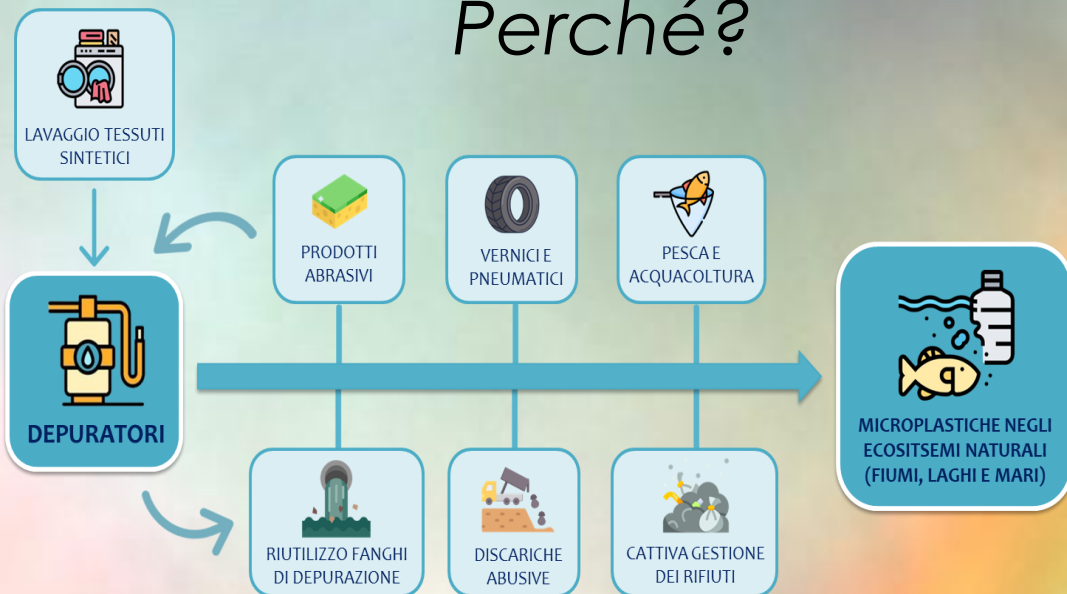 Perché?
LAVAGGIO TESSUTI
SINTETICI
PRODOTTI
ABRASIVI
VERNICI E
PNEUMATICI
PESCA E
ACQUACOLTURA
DEPURATORI
MICROPLASTICHE NEGLI
ECOSITSEMI NATURALI
(FIUMI, LAGHI E MARI)
RIUTILIZZO FANGHI
DI DEPURAZIONE
DISCARICHE
ABUSIVE
CATTIVA GESTIONE
DEI RIFIUTI